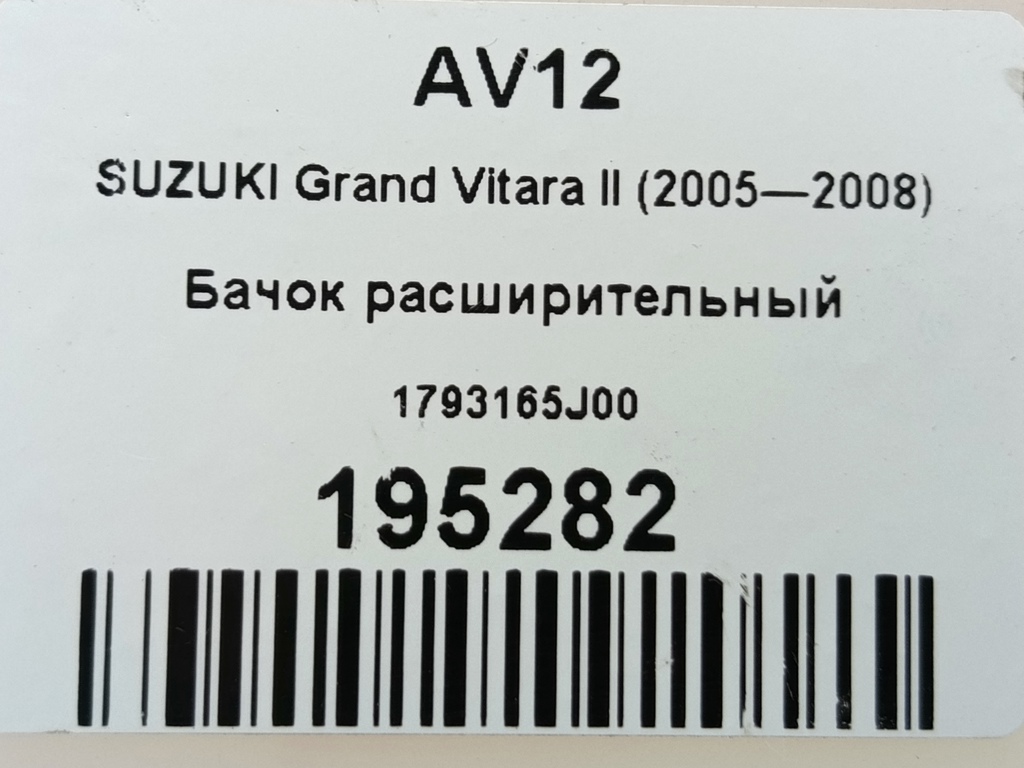 AV12
SUZUKI Grand Vitara II (2005—2008)
Бачок расширительный
1793165J00
195282